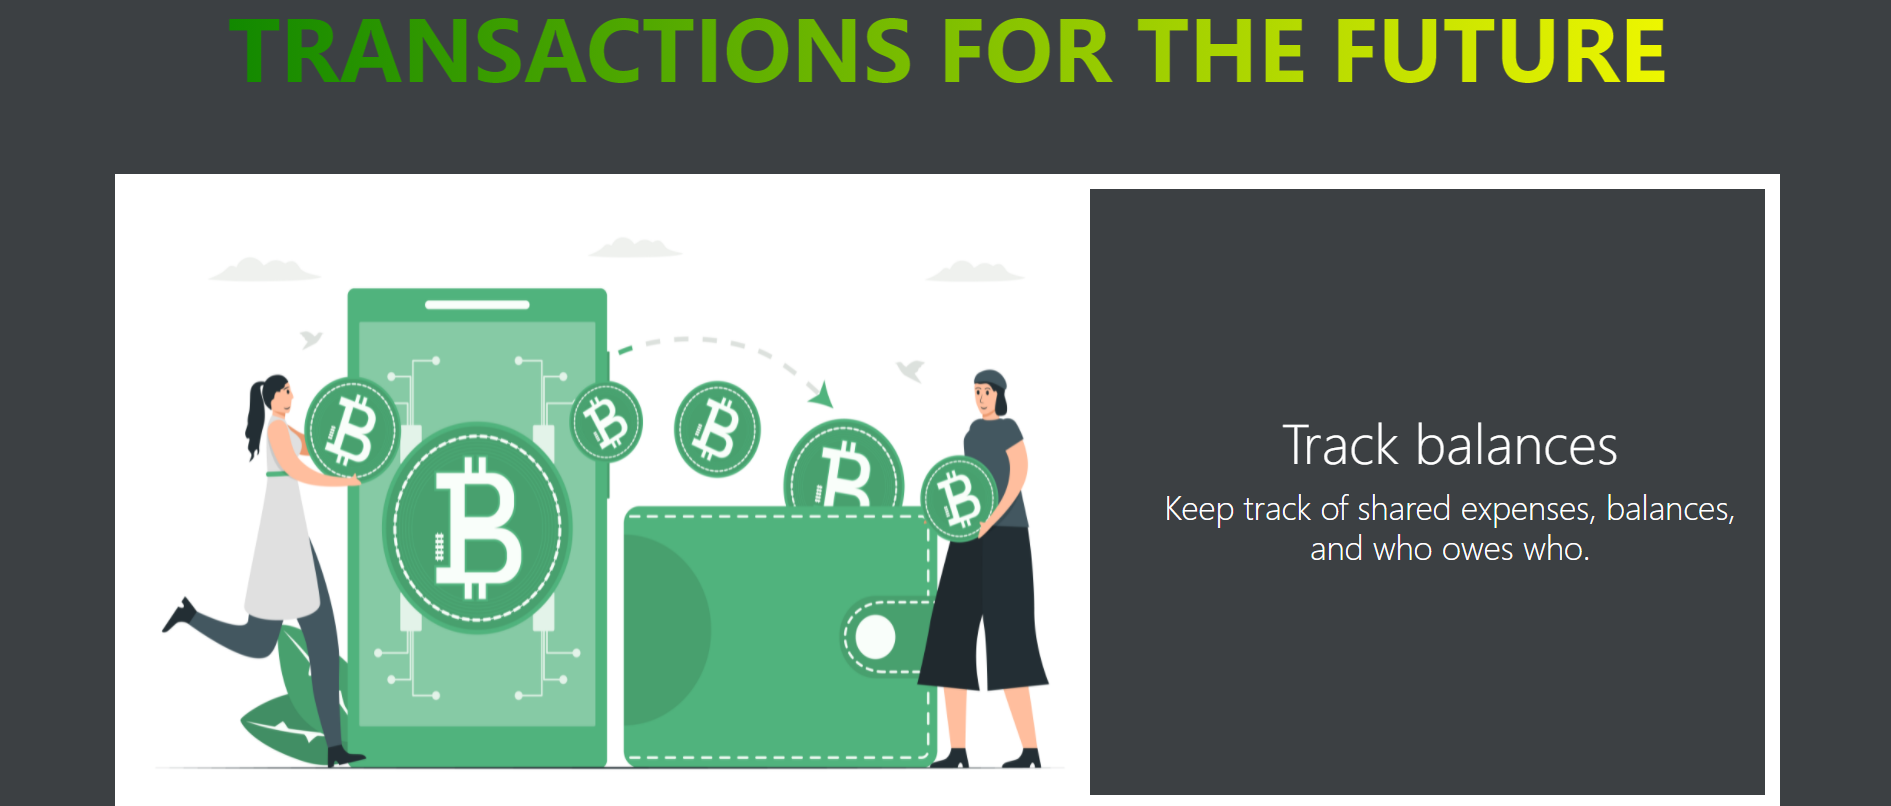 TRANSACTIONS FOR THE FUTURE
Track balances
Keep track of shared expenses, balances,
and who owes who.